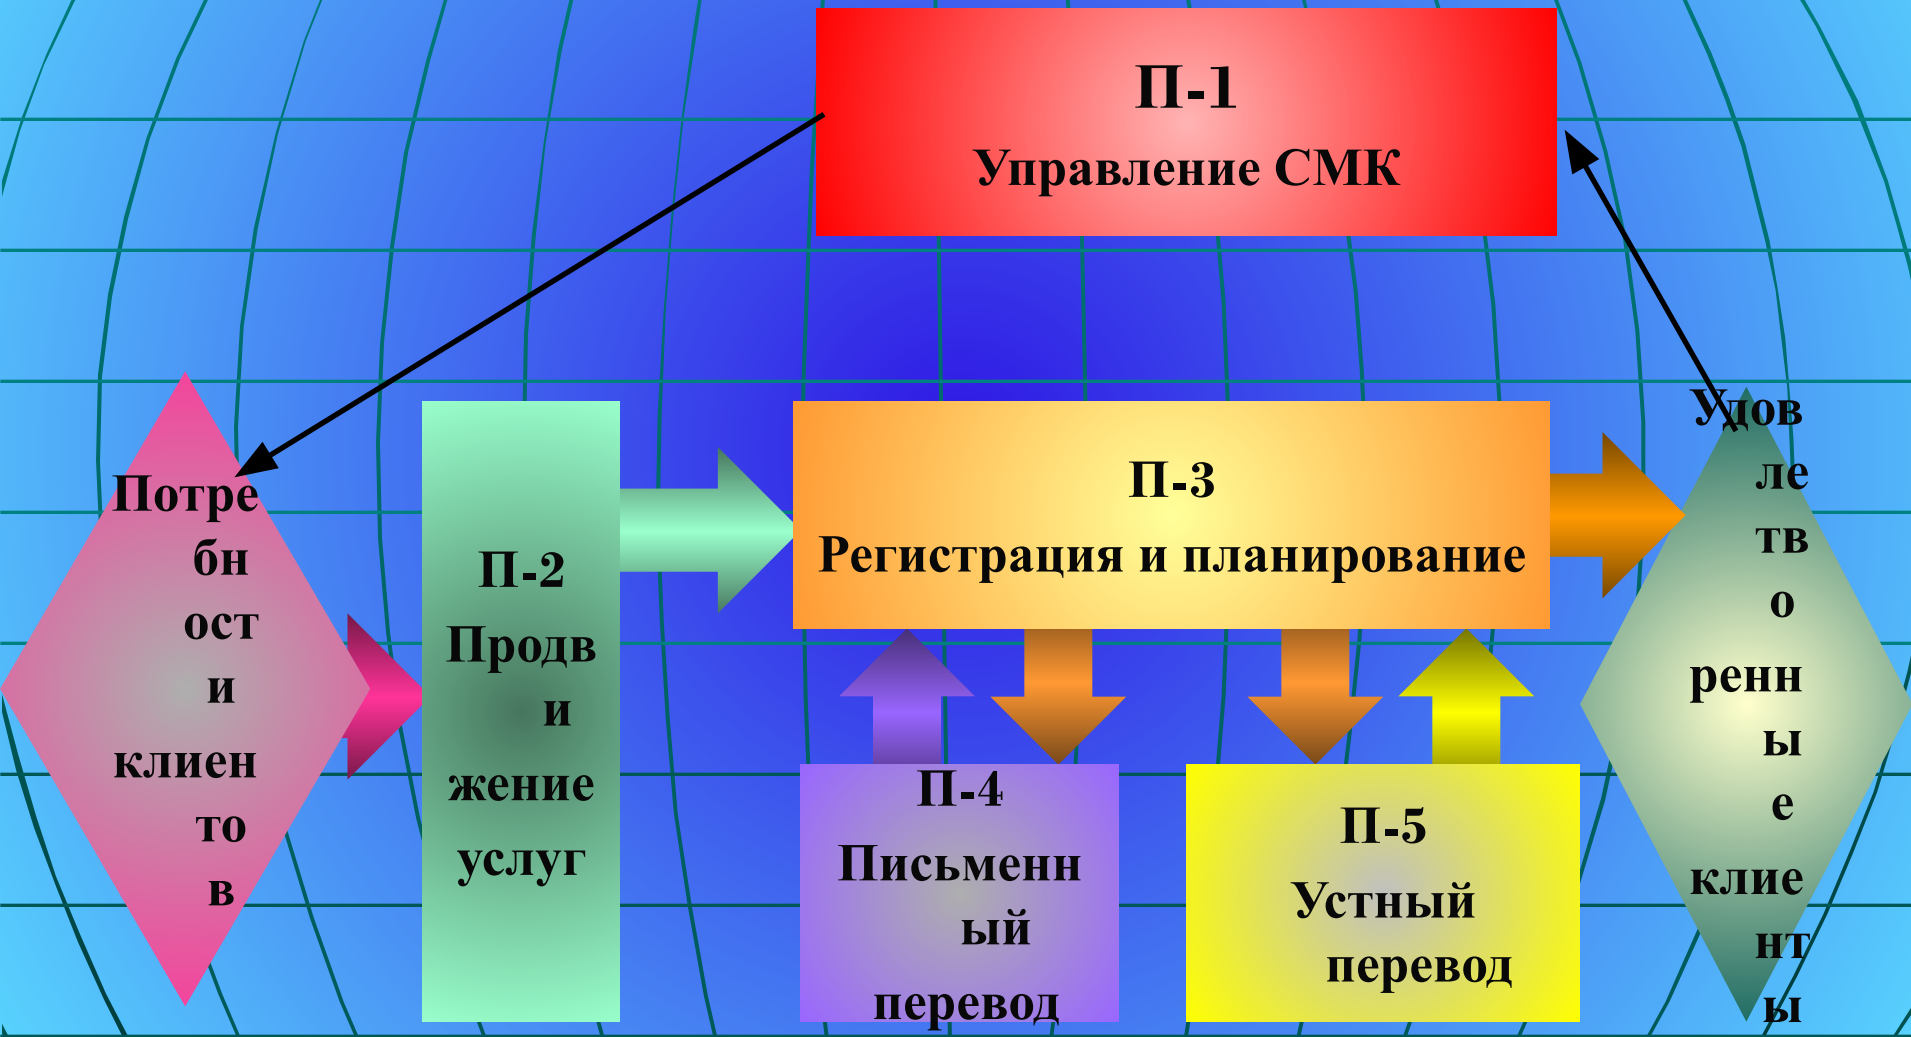 П-1
Управление СМК
Потре
бн
ост
и
клиен
то
в
П-2
Продв
и
жение
услуг
П-3
Регистрация и планирование
П-4
Письменн
ый
перевод
П-5
Устный
перевод
Удов
ле
тв
о
ренн
ы
е
клие
нт
ы